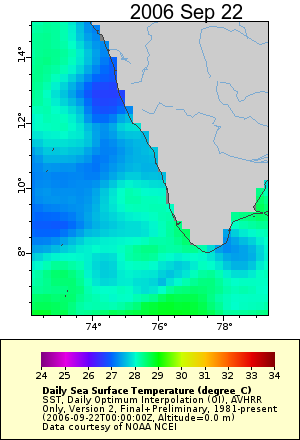 2006 Sep 22
14°
12°
10°
8°
74°
76°
78°
24 25 26 27 28 29 30 31 32 33 34
Daily Sea Surface Temperature (degree_C)
SST, Daily Optimum Interpolation (OI), AVHRR
Only, Version 2, Final+Preliminary, 1981-present
(2006-09-22T00:00:00Z, Altitude=0.0 m)
Data courtesy of NOAA NCEI